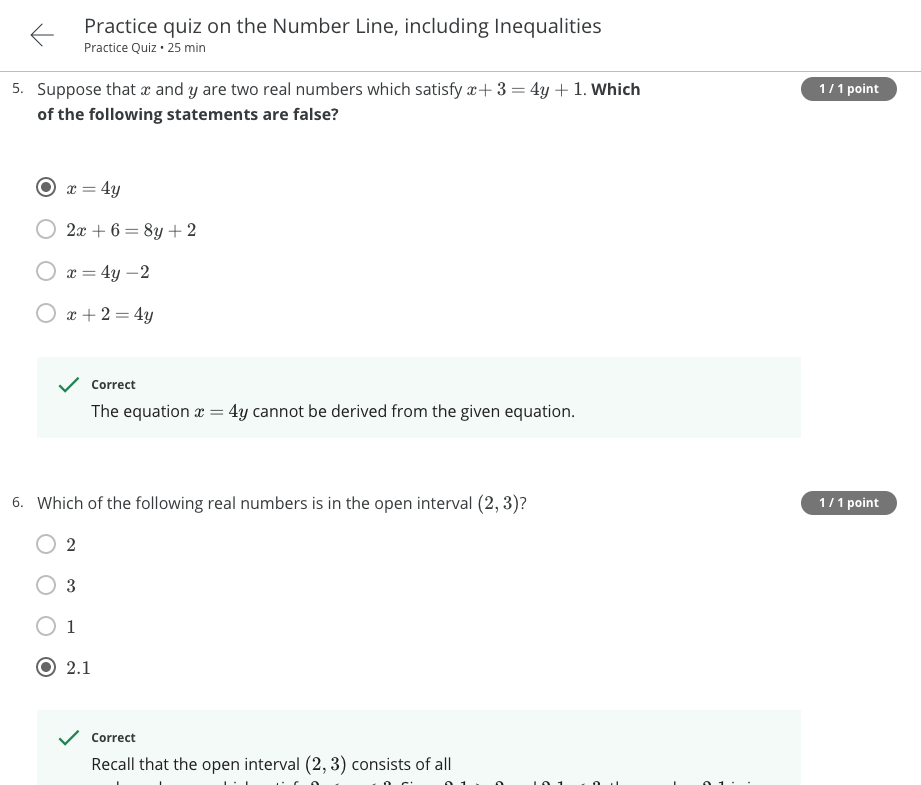 Practice quiz on the Number Line, including Inequalities
Practice Quiz • 25 min
5. Suppose that x and y are two real numbers which satisfy x + 3 = 4y + 1. Which 1 / 1 point
of the following statements are false?
x = 4y
2x + 6 = 8y + 2
x = 4y − 2
x + 2 = 4y
Correct
The equation x = 4y cannot be derived from the given equation.
6. Which of the following real numbers is in the open interval (2, 3)? 1 / 1 point
2
3
1
2.1
Correct
Recall that the open interval (2, 3) consists of all